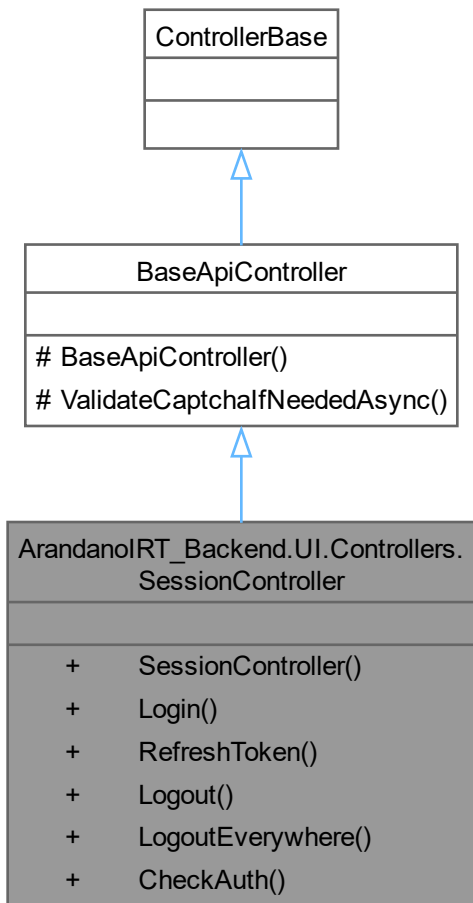 ControllerBase
BaseApiController
# BaseApiController()
# ValidateCaptchaIfNeededAsync()
ArandanoIRT_Backend.UI.Controllers.
SessionController
+ SessionController()
+ Login()
+ RefreshToken()
+ Logout()
+ LogoutEverywhere()
+ CheckAuth()